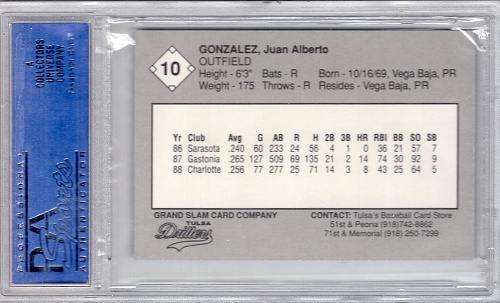 10
GONZALEZ, Juan Alberto
OUTFIELD
Height - 6'3" Bats - R Born - 10/16/69, Vega Baja, PR
Weight - 175 Throws - R Resides - Vega Baja, PR
Yr Club Avg G AB R H 2B 3B HR RBI BB SO SB
86 Sarasota .240 60 233 24 56 4 1 0 36 21 57 7
87 Gastonia .265 127 509 69 135 21 2 14 74 30 92 9
88 Charlotte .256 77 277 25 71 14 3 8 43 25 64 5
GRAND SLAM CARD COMPANY
TULSA
Drillers
CONTACT: Tulsa's Baseball Card Store
51st & Peoria (918)742-8862
71st & Memorial (918) 250-7299
A
COLLECTORS
UNIVERSE
COMPANY
PROFESSIONAL
PSA
Sports
AUTHENTICATOR